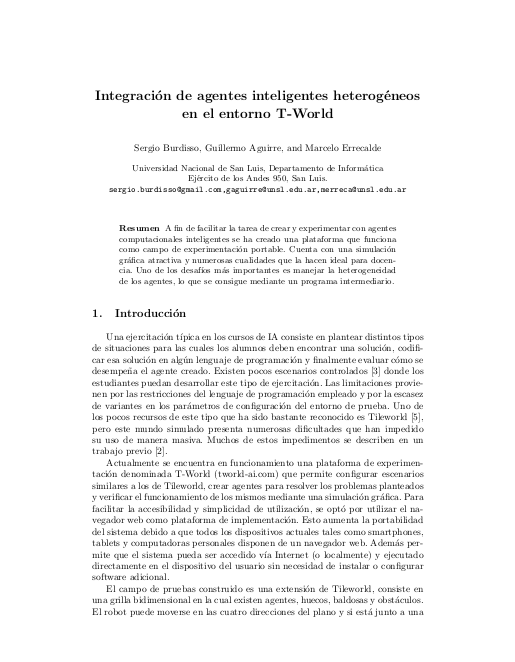 Integración de agentes inteligentes heterogéneos
en el entorno T-World
Sergio Burdisso, Guillermo Aguirre, and Marcelo Errecalde
Universidad Nacional de San Luis, Departamento de Informática
Ejército de los Andes 950, San Luis.
sergio.burdisso@gmail.com,gaguirre@unsl.edu.ar,merreca@unsl.edu.ar
Resumen A fin de facilitar la tarea de crear y experimentar con agentes
computacionales inteligentes se ha creado una plataforma que funciona
como campo de experimentación portable. Cuenta con una simulación
gráfica atractiva y numerosas cualidades que la hacen ideal para docen-
cia. Uno de los desafíos más importantes es manejar la heterogeneidad
de los agentes, lo que se consigue mediante un programa intermediario.
1. Introducción
Una ejercitación típica en los cursos de IA consiste en plantear distintos tipos
de situaciones para las cuales los alumnos deben encontrar una solución, codifi-
car esa solución en algún lenguaje de programación y finalmente evaluar cómo se
desempeña el agente creado. Existen pocos escenarios controlados [3] donde los
estudiantes puedan desarrollar este tipo de ejercitación. Las limitaciones provie-
nen por las restricciones del lenguaje de programación empleado y por la escasez
de variantes en los parámetros de configuración del entorno de prueba. Uno de
los pocos recursos de este tipo que ha sido bastante reconocido es Tileworld [5],
pero este mundo simulado presenta numerosas dificultades que han impedido
su uso de manera masiva. Muchos de estos impedimentos se describen en un
trabajo previo [2].
Actualmente se encuentra en funcionamiento una plataforma de experimen-
tación denominada T-World (tworld-ai.com) que permite configurar escenarios
similares a los de Tileworld, crear agentes para resolver los problemas planteados
y verificar el funcionamiento de los mismos mediante una simulación gráfica. Para
facilitar la accesibilidad y simplicidad de utilización, se optó por utilizar el na-
vegador web como plataforma de implementación. Esto aumenta la portabilidad
del sistema debido a que todos los dispositivos actuales tales como smartphones,
tablets y computadoras personales disponen de un navegador web. Además per-
mite que el sistema pueda ser accedido vía Internet (o localmente) y ejecutado
directamente en el dispositivo del usuario sin necesidad de instalar o configurar
software adicional.
El campo de pruebas construido es una extensión de Tileworld, consiste en
una grilla bidimensional en la cual existen agentes, huecos, baldosas y obstáculos.
El robot puede moverse en las cuatro direcciones del plano y si está junto a una